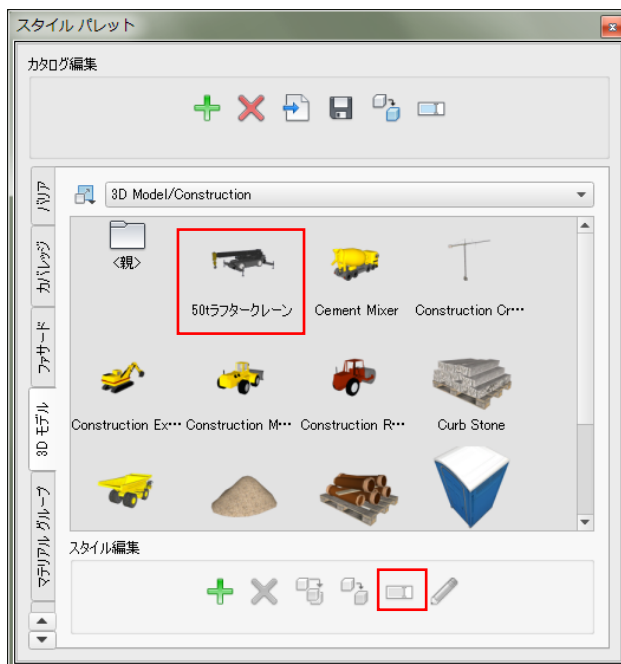 スタイル パレット
カタログ編集
バリア
カバレッジ
ファサード
3D モデル
マテリアル グループ
3D Model/Construction
<親>
50tラフタークレーン
Cement Mixer
Construction Cr…
Construction Ex…
Construction M…
Construction R…
Curb Stone
スタイル編集